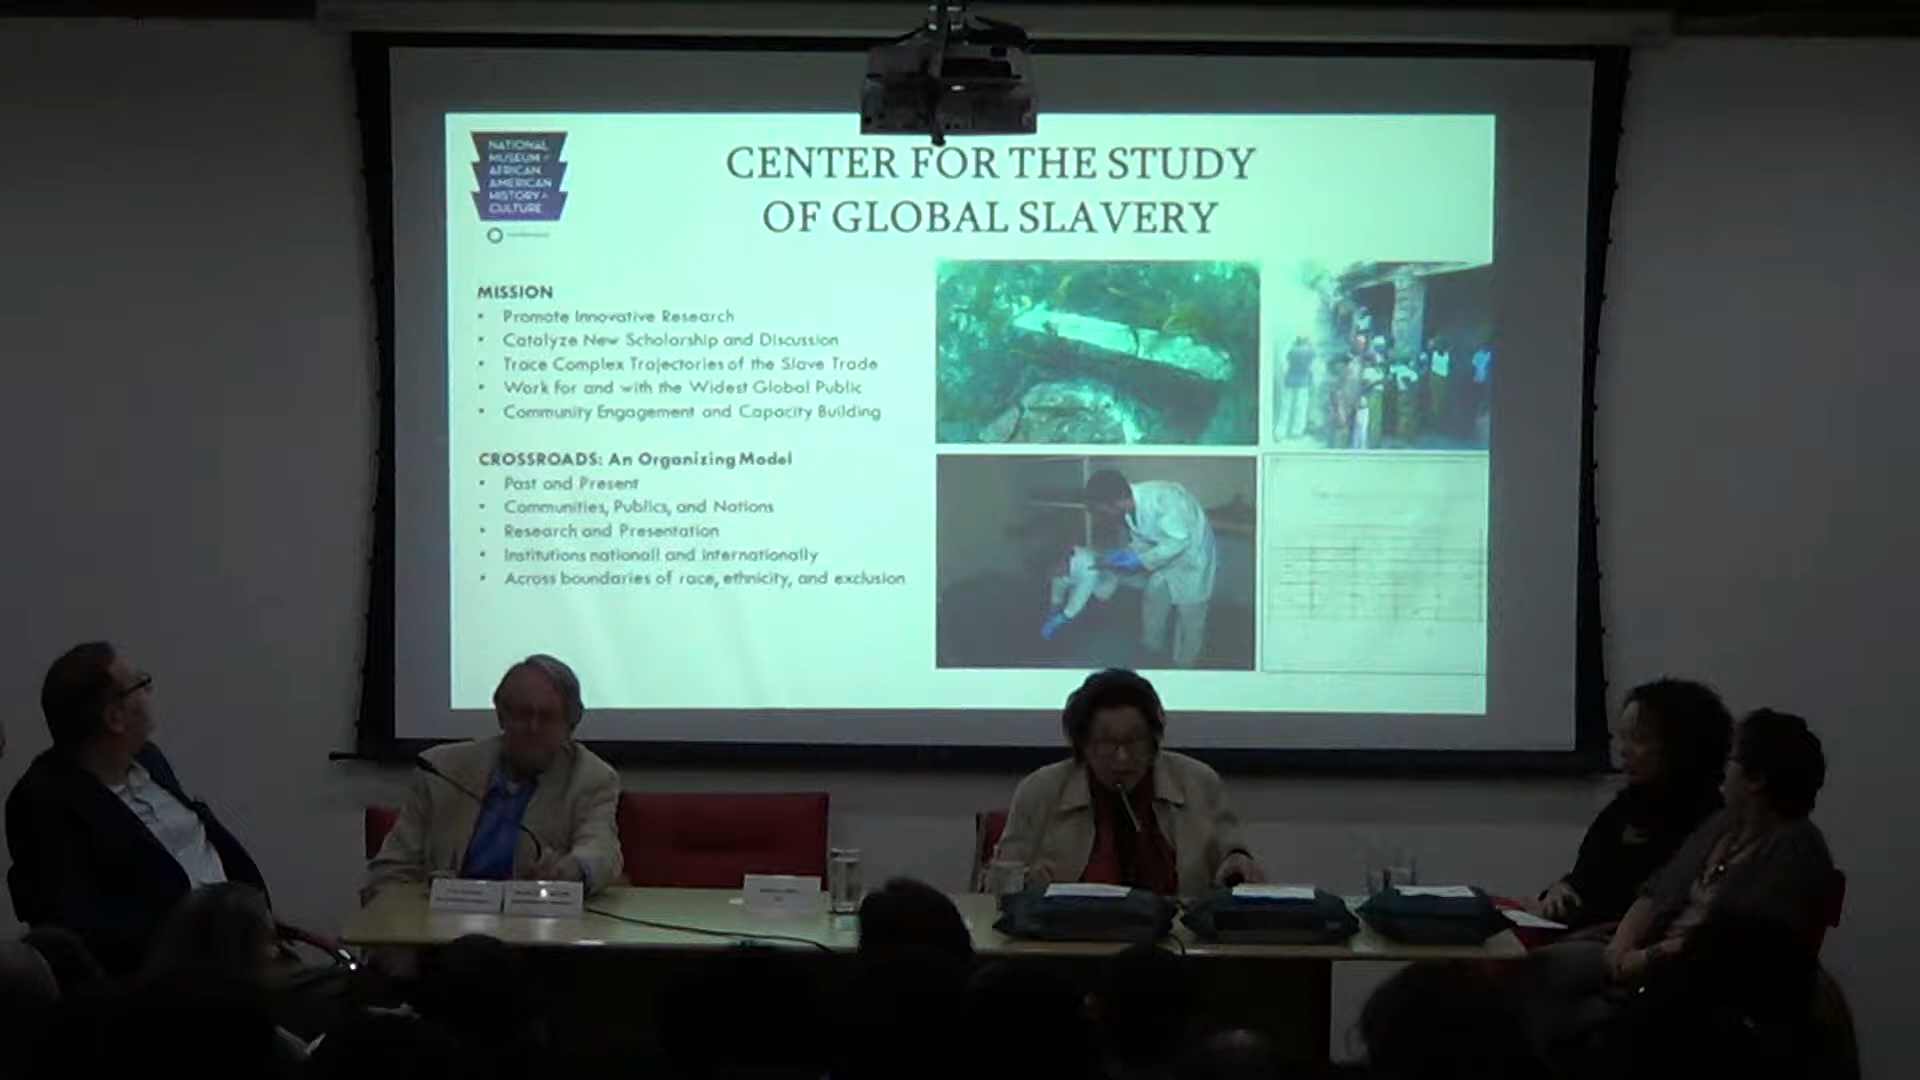 NATIONAL
MUSEUM of
AFRICAN
AMERICAN
HISTORY &
CULTURE
CENTER FOR THE STUDY
OF GLOBAL SLAVERY
MISSION
• Promote Innovative Research
• Catalyze New Scholarship and Discussion
• Trace Complex Trajectories of the Slave Trade
• Work for and with the Widest Global Public
• Community Engagement and Capacity Building
CROSSROADS: An Organizing Model
• Past and Present
• Communities, Publics, and Nations
• Research and Presentation
• Institutions nationall and internationally
• Across boundaries of race, ethnicity, and exclusion